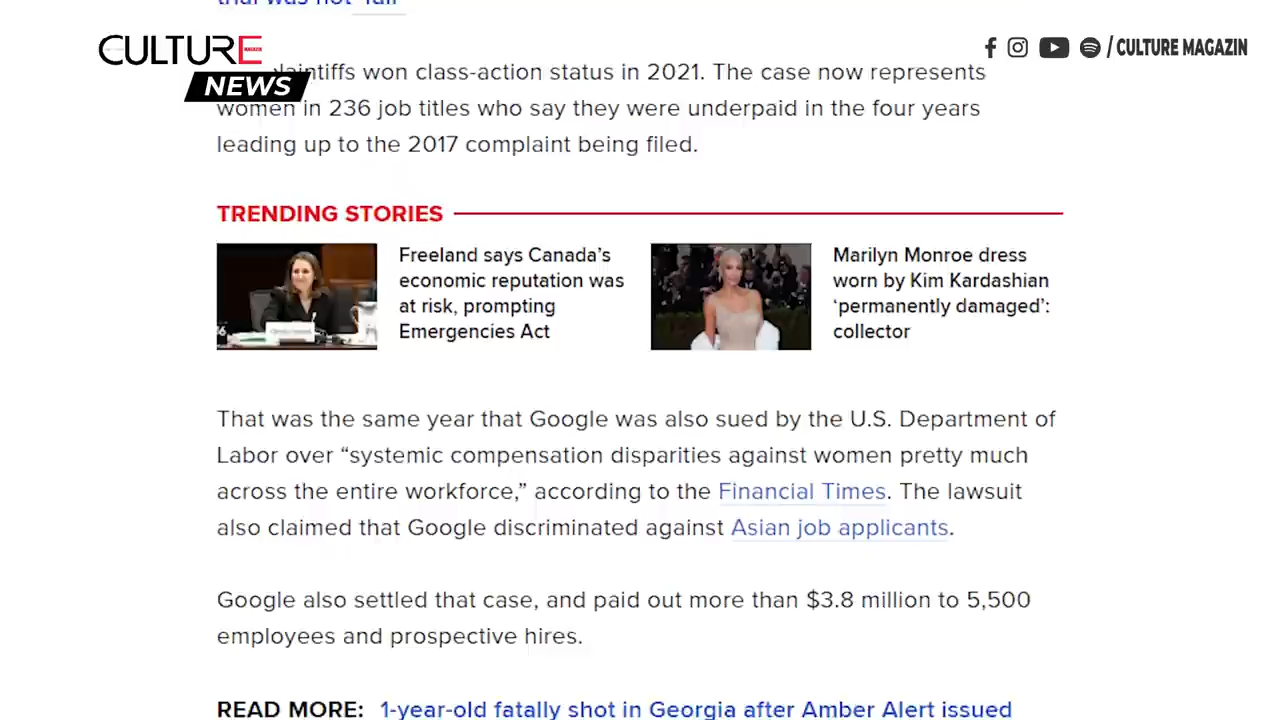 CULTURE
NEWS
/ CULTURE MAGAZIN
women won class-action status in 2021. The case now represents
women in 236 job titles who say they were underpaid in the four years
leading up to the 2017 complaint being filed.
TRENDING STORIES
Freeland says Canada’s
economic reputation was
at risk, prompting
Emergencies Act
Marilyn Monroe dress
worn by Kim Kardashian
‘permanently damaged’:
collector
That was the same year that Google was also sued by the U.S. Department of
Labor over “systemic compensation disparities against women pretty much
across the entire workforce,” according to the Financial Times. The lawsuit
also claimed that Google discriminated against Asian job applicants.
Google also settled that case, and paid out more than $3.8 million to 5,500
employees and prospective hires.
READ MORE: 1-year-old fatally shot in Georgia after Amber Alert issued